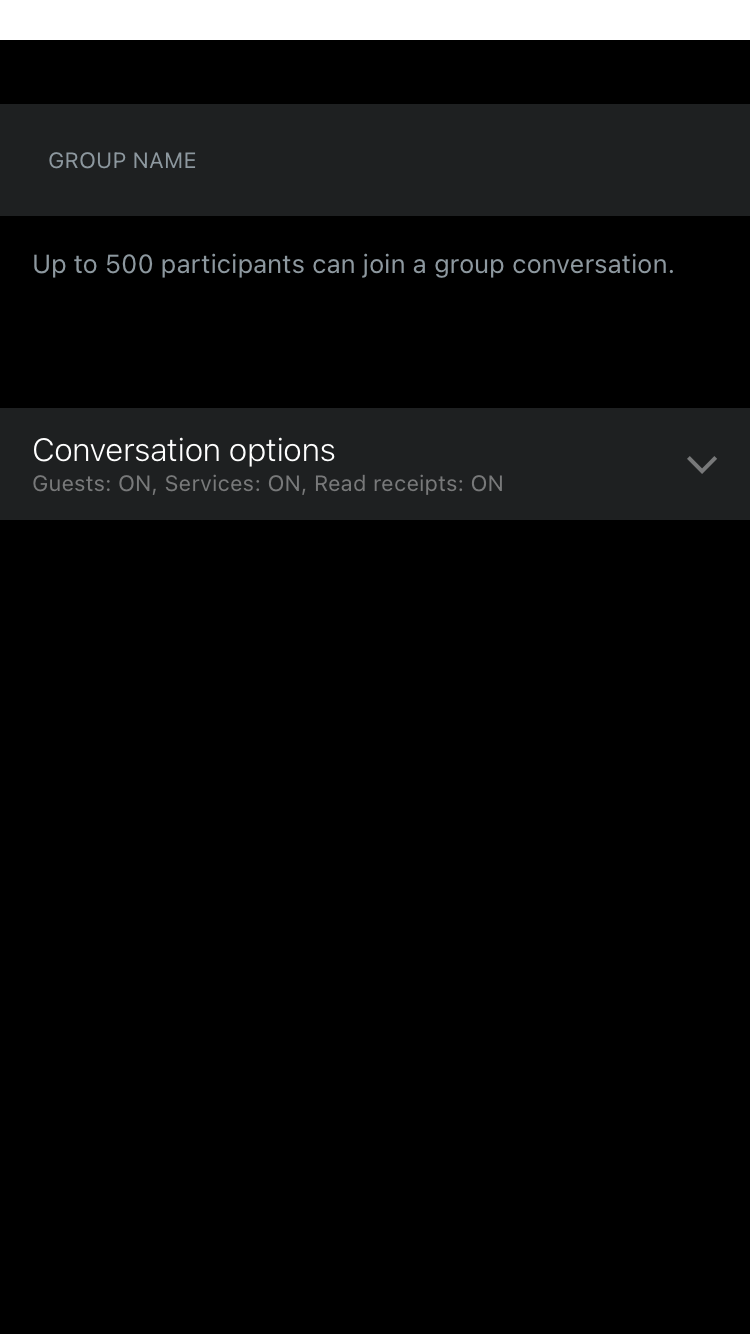 GROUP NAME
Up to 500 participants can join a group conversation.
Conversation options
Guests: ON, Services: ON, Read receipts: ON